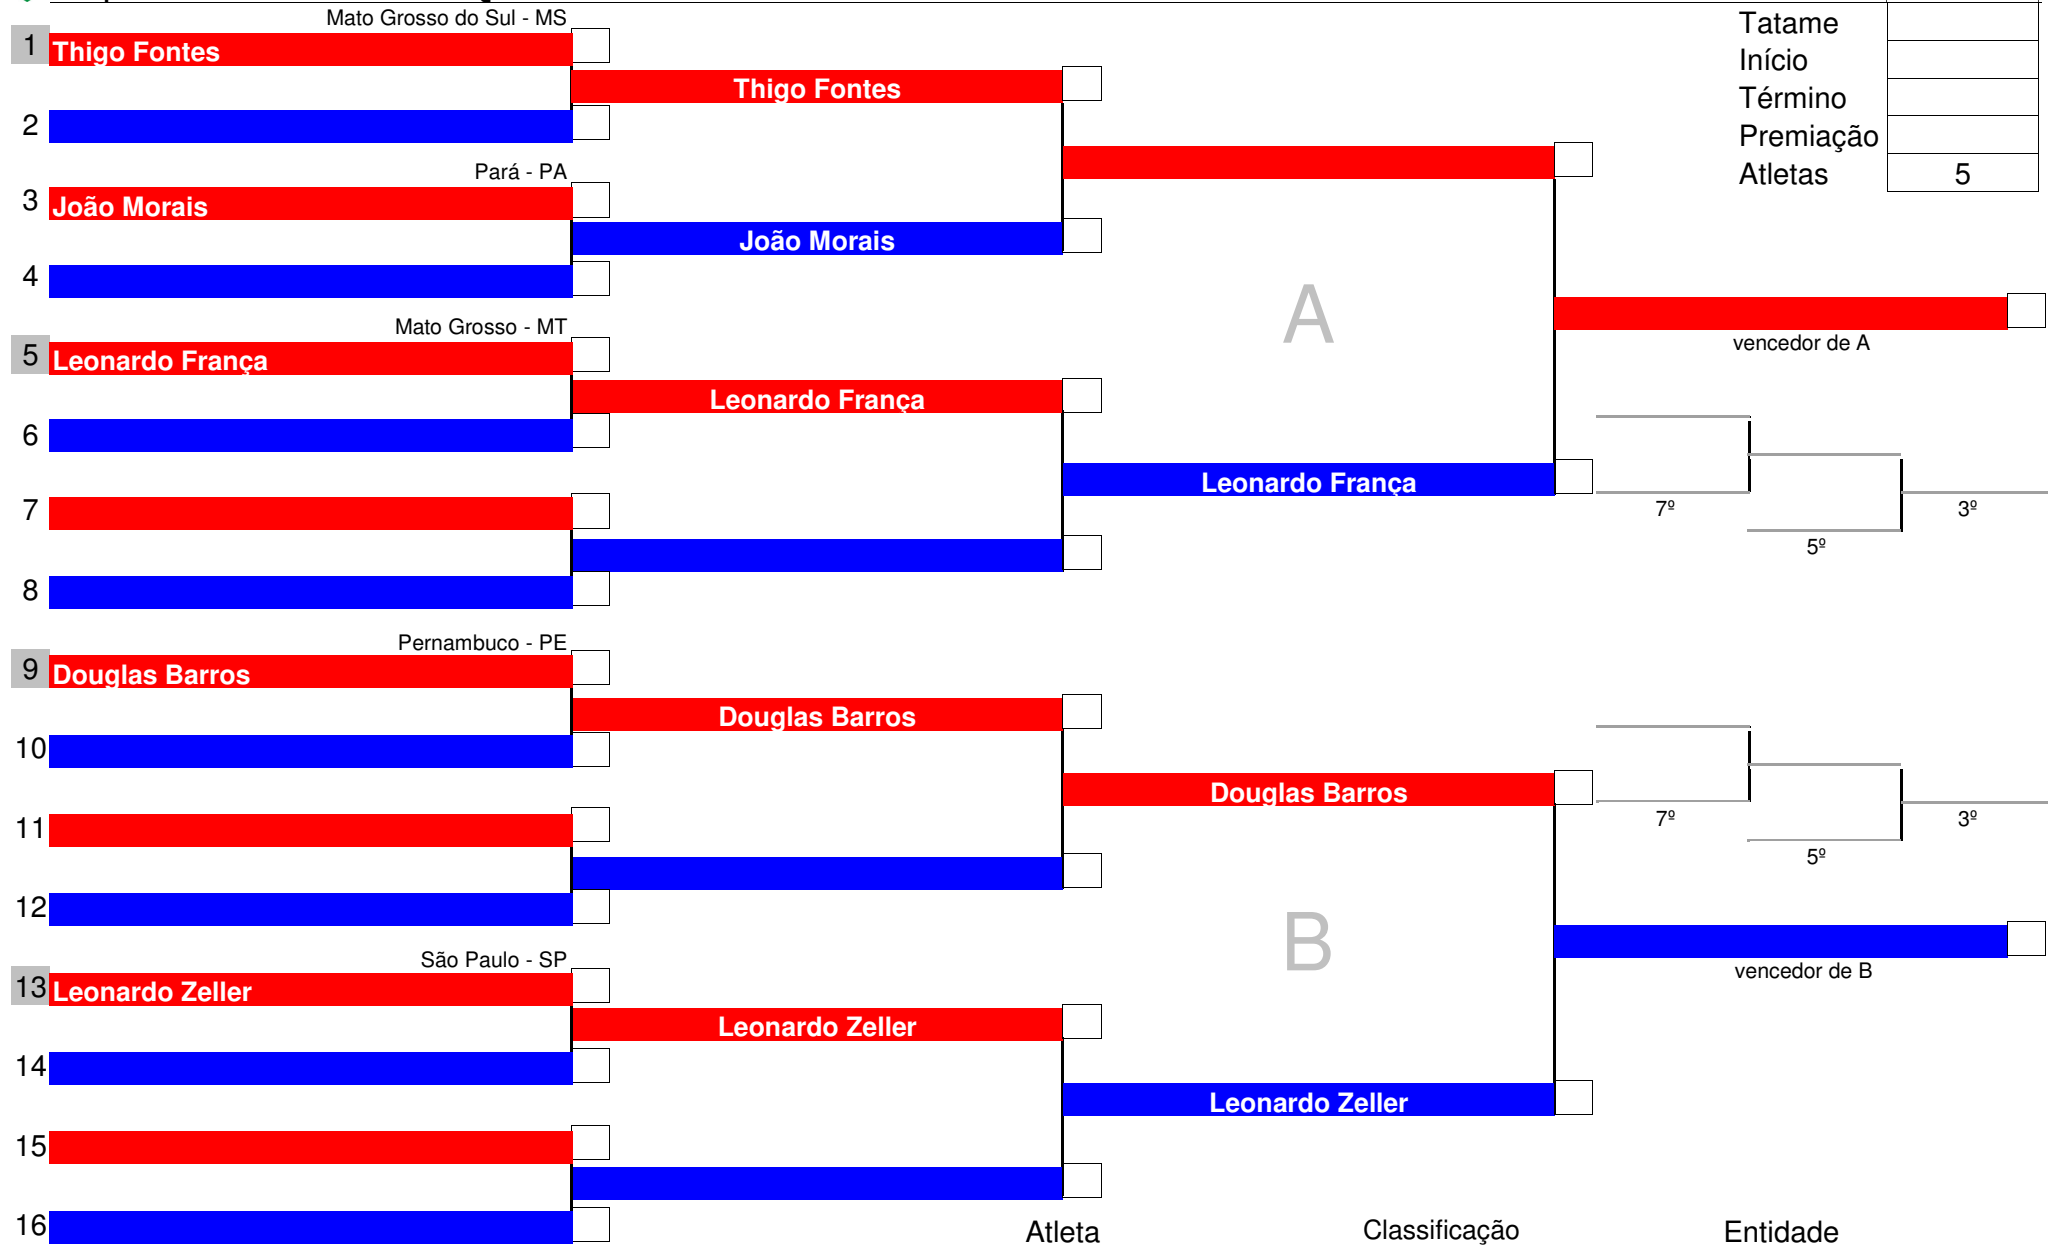 Mato Grosso do Sul - MS
Tatame
1 Thigo Fontes
Início
Thigo Fontes
Término
2
Premiação
Pará - PA
Atletas 5
3 João Morais
João Morais
4
A
Mato Grosso - MT
vencedor de A
5 Leonardo França
Leonardo França
6
Leonardo França
7
7º 3º
5º
8
Pernambuco - PE
9 Douglas Barros
Douglas Barros
10
Douglas Barros
11
7º 3º
5º
12
B
São Paulo - SP
vencedor de B
13 Leonardo Zeller
Leonardo Zeller
14
Leonardo Zeller
15
16
Atleta Classificação Entidade